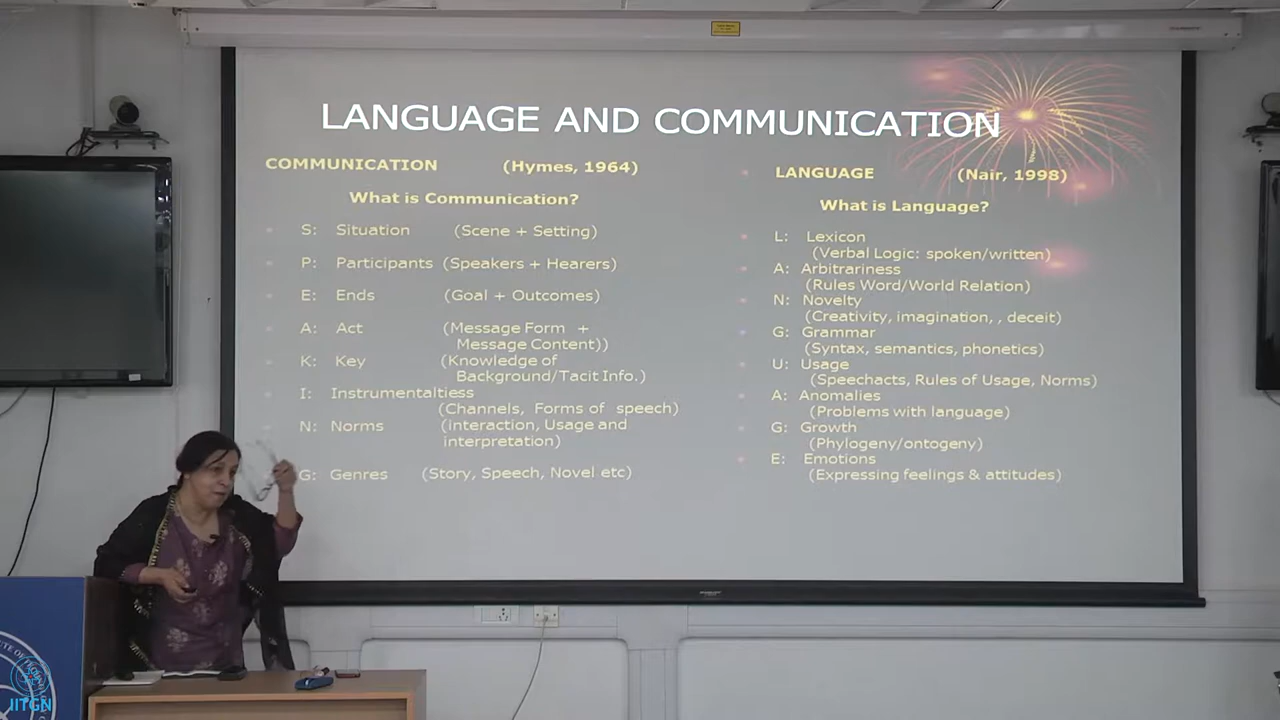 LANGUAGE AND COMMUNICATION
COMMUNICATION (Hymes, 1964)
What is Communication?
S: Situation (Scene + Setting)
P: Participants (Speakers + Hearers)
E: Ends (Goal + Outcomes)
A: Act (Message Form +
Message Content))
K: Key (Knowledge of
Background/Tacit Info.)
I: Instrumentaltiess
(Channels, Forms of speech)
N: Norms (interaction, Usage and
interpretation)
G: Genres (Story, Speech, Novel etc)
LANGUAGE (Nair, 1998)
What is Language?
L: Lexicon
(Verbal Logic: spoken/written)
A: Arbitrariness
(Rules Word/World Relation)
N: Novelty
(Creativity, imagination, , deceit)
G: Grammar
(Syntax, semantics, phonetics)
U: Usage
(Speechacts, Rules of Usage, Norms)
A: Anomalies
(Problems with language)
G: Growth
(Phylogeny/ontogeny)
E: Emotions
(Expressing feelings & attitudes)
IITGN